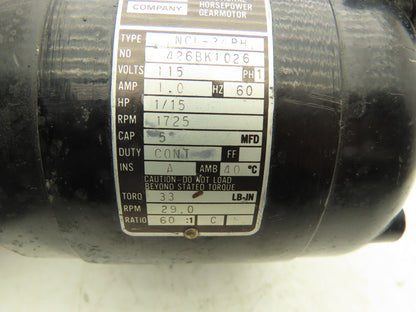 HORSEPOWER
COMPANY GEARMOTOR
TYPE NCI-34RH
NO 426BK1026
VOLTS 115 PH 1
AMP 1.0 HZ 60
HP 1/15
RPM 1725
CAP 5 MFD
DUTY CONT FF
INS A AMB 40 °C
CAUTION-DO NOT LOAD
BEYOND STATED TORQUE
TORQ 33 LB-IN
RPM 29.0
RATIO 60 :1 C